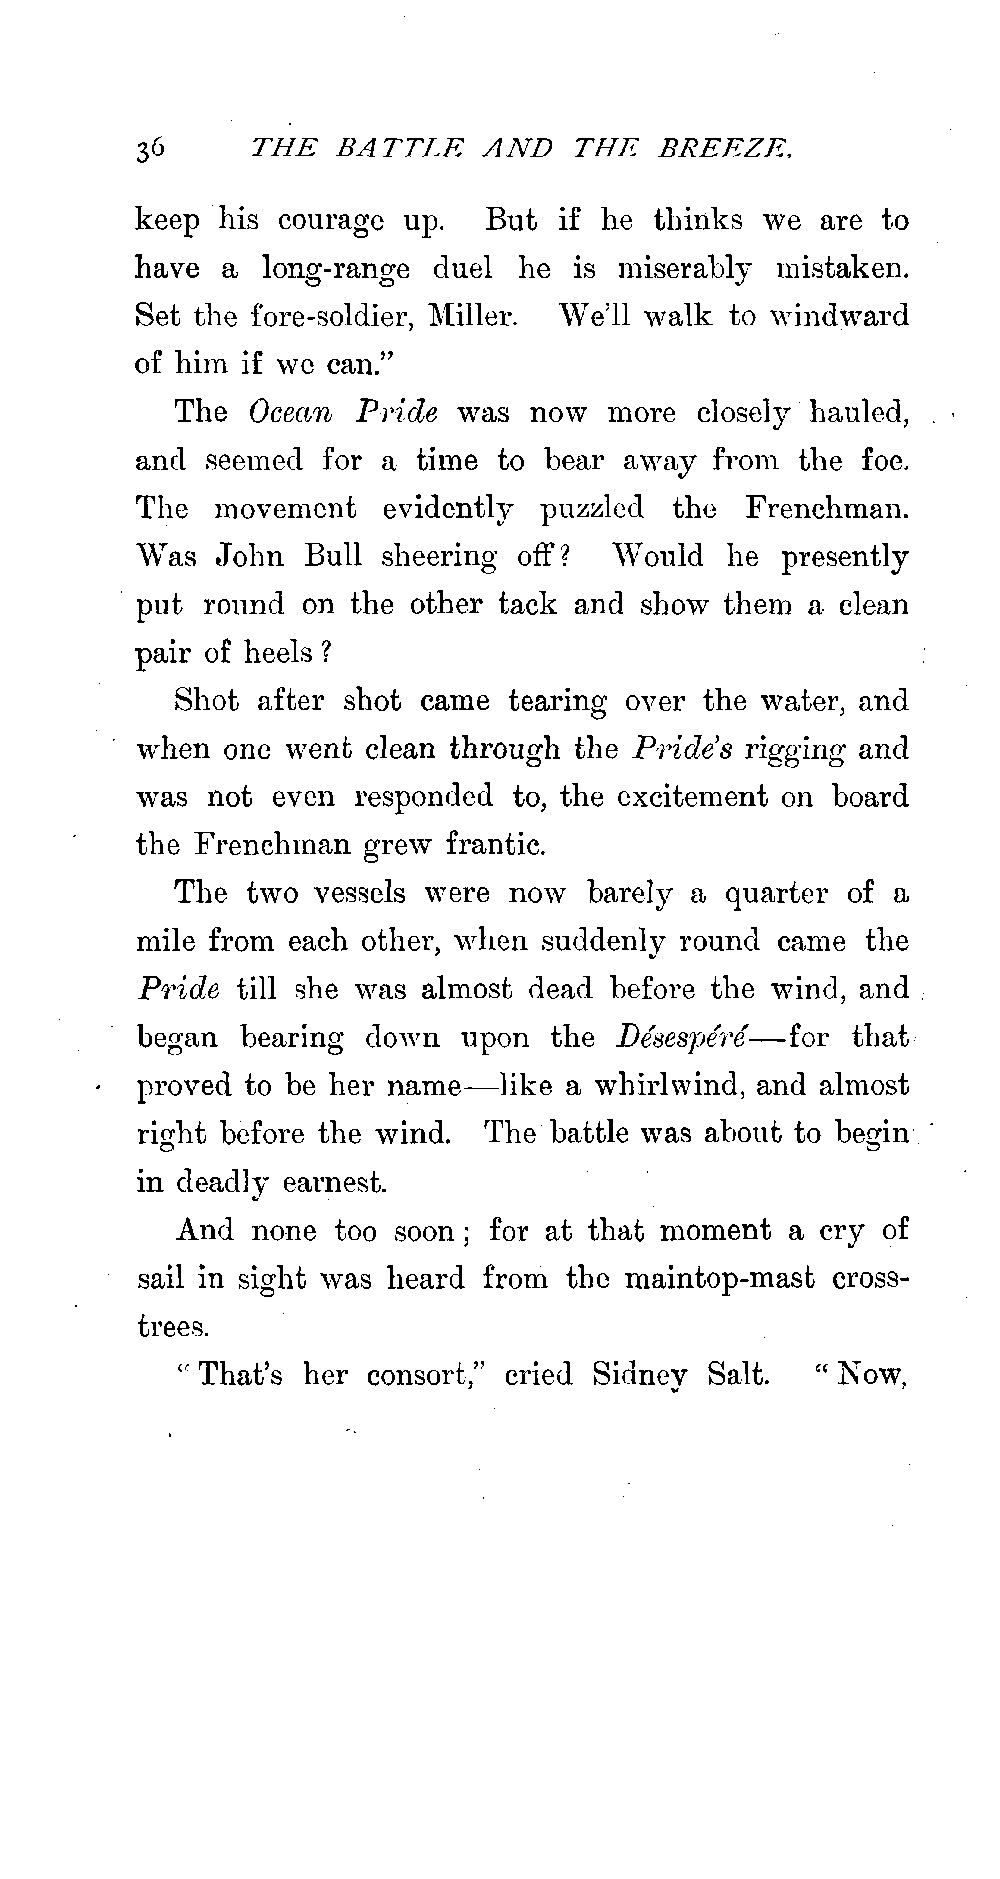 36 THE BATTLE AND THE BREEZE.
keep his courage up. But if he thinks we are to
have a long-range duel he is miserably mistaken.
Set the fore-soldier, Miller. We'll walk to windward
of him if we can."
The Ocean Pride was now more closely hauled,
and seemed for a time to bear away from the foe.
The movement evidently puzzled the Frenchman.
Was John Bull sheering off? Would he presently
put round on the other tack and show them a clean
pair of heels?
Shot after shot came tearing over the water, and
when one went clean through the Pride's rigging and
was not even responded to, the excitement on board
the Frenchman grew frantic.
The two vessels were now barely a quarter of a
mile from each other, when suddenly round came the
Pride till she was almost dead before the wind, and
began bearing down upon the Désespéré—for that
proved to be her name—like a whirlwind, and almost
right before the wind. The battle was about to begin
in deadly earnest.
And none too soon; for at that moment a cry of
sail in sight was heard from the maintop-mast cross-
trees.
"That's her consort," cried Sidney Salt. "Now,